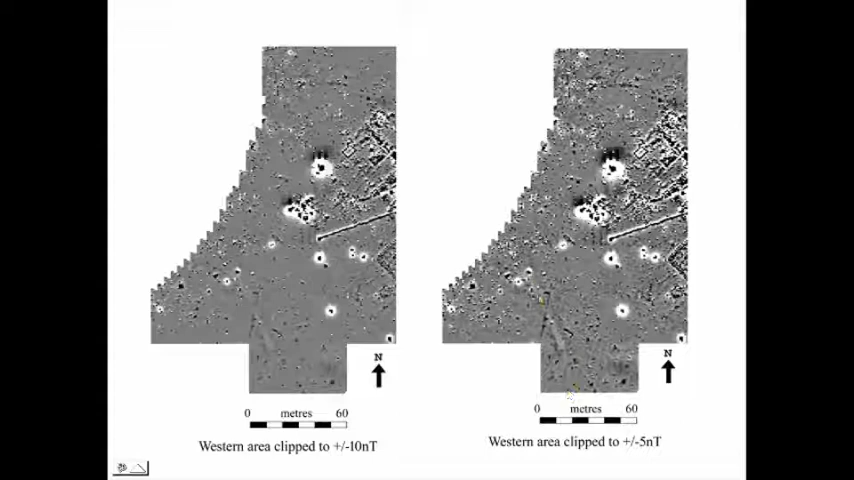 N
N
0 metres 60
0 metres 60
Western area clipped to +/-10nT
Western area clipped to +/-5nT